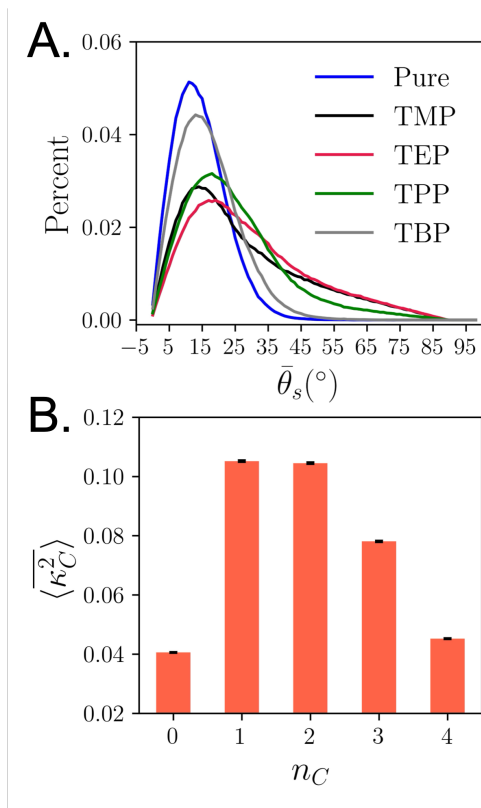 A.
0.06
0.04
0.02
0.00
Percent
Pure
TMP
TEP
TPP
TBP
−5 5 15 25 35 45 55 65 75 85 95
θ̄ₛ(°)
B.
0.12
0.10
0.08
0.06
0.04
0.02
⟨κ̅²_C⟩
0 1 2 3 4
n_C